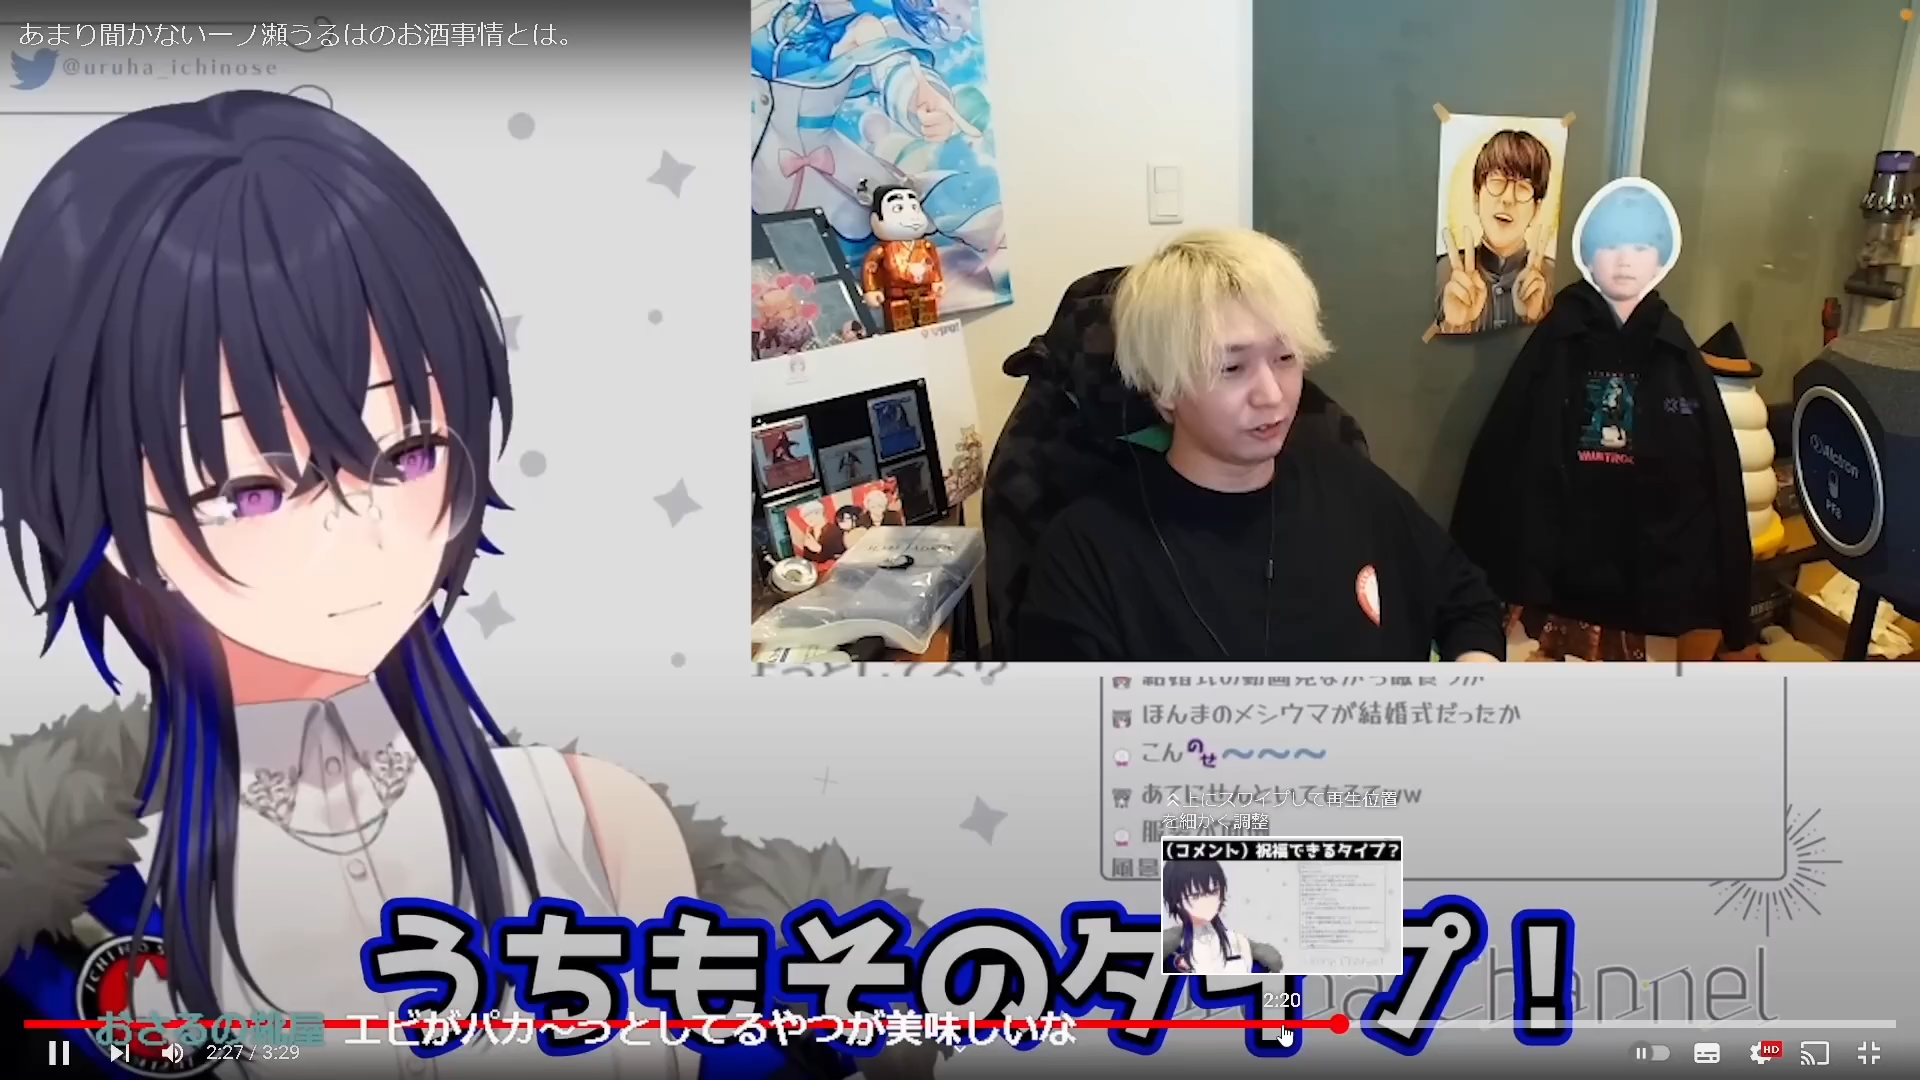 あまり聞かない一ノ瀬うるはのお酒事情とは。
@uruha_ichinose
Alctron
PF8
ほんまのメシウマが結婚式だったか
こんのせ〜〜〜
上にスワイプして再生位置
を細かく調整
(コメント)祝福できるタイプ?
うちもそのタイプ!
Channel
2:20
おさるの部屋 エビがパカ〜っとしてるやつが美味しいな
2:27 / 3:29
HD